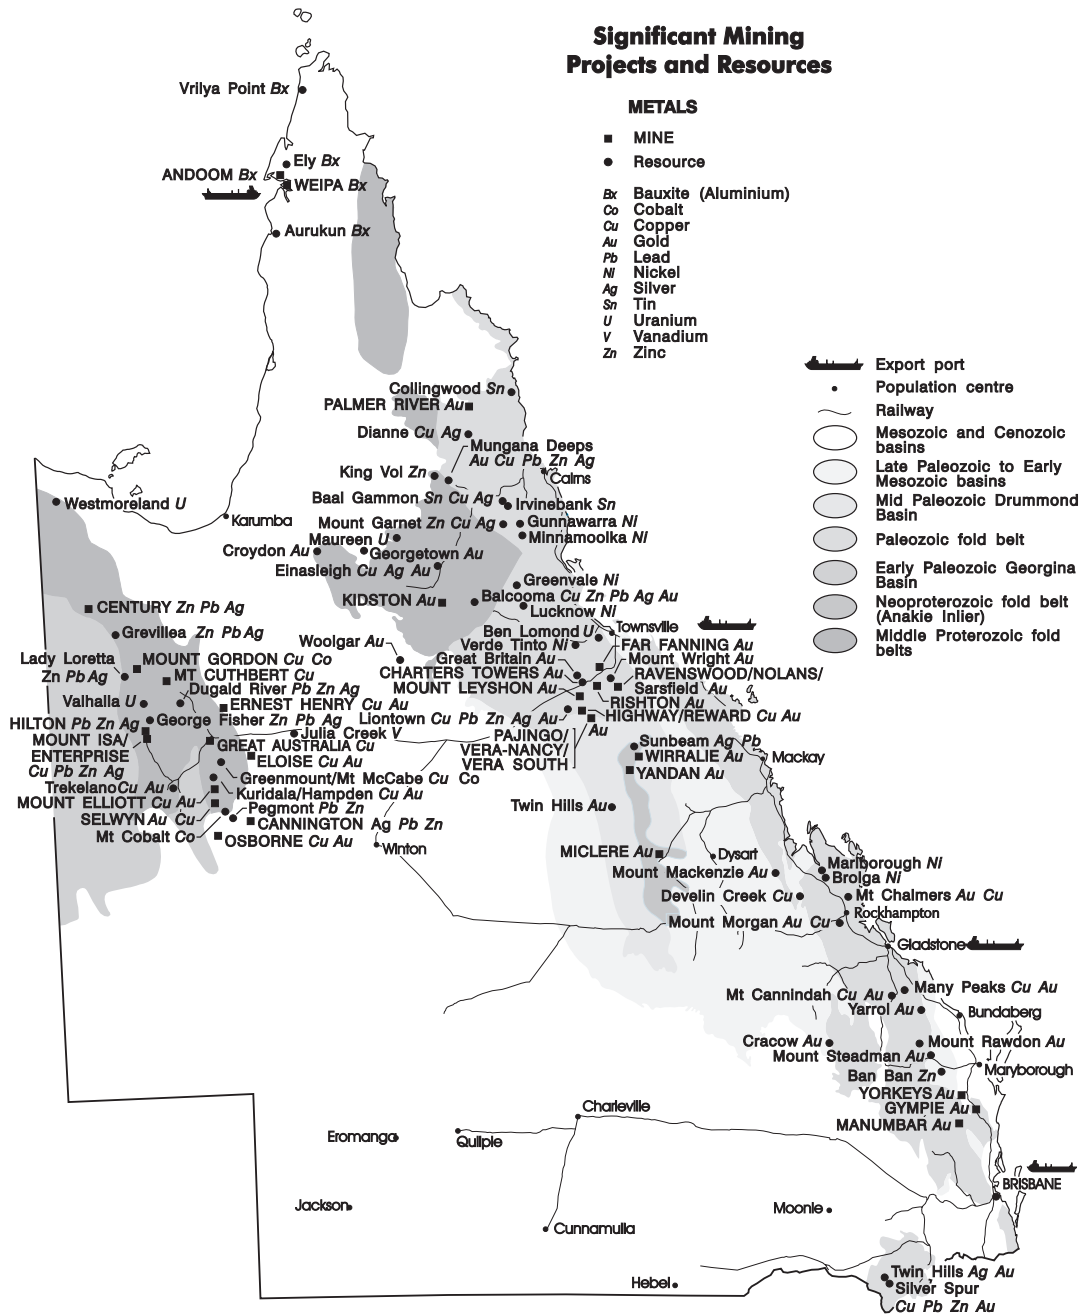 Significant Mining
Projects and Resources
METALS
MINE
Resource
Bx Bauxite (Aluminium)
Co Cobalt
Cu Copper
Au Gold
Pb Lead
Ni Nickel
Ag Silver
Sn Tin
U Uranium
V Vanadium
Zn Zinc
Export port
Population centre
Railway
Mesozoic and Cenozoic
basins
Late Paleozoic to Early
Mesozoic basins
Mid Paleozoic Drummond
Basin
Paleozoic fold belt
Early Paleozoic Georgina
Basin
Neoproterozoic fold belt
(Anakie Inlier)
Middle Proterozoic fold
belts
Vrilya Point Bx
Ely Bx
ANDOOM Bx
WEIPA Bx
Aurukun Bx
Collingwood Sn
PALMER RIVER Au
Dianne Cu Ag
Mungana Deeps
Au Cu Pb Zn Ag
King Vol Zn
Cairns
Baal Gammon Sn Cu Ag
Irvinebank Sn
Westmoreland U
Karumba
Mount Garnet Zn Cu Ag
Gunnawarra Ni
Maureen U
Minnamoolka Ni
Croydon Au
Georgetown Au
Einasleigh Cu Ag Au
Greenvale Ni
KIDSTON Au
Balcooma Cu Zn Pb Ag Au
Lucknow Ni
CENTURY Zn Pb Ag
Grevillea Zn Pb Ag
Woolgar Au
Ben Lomond U
Townsville
Verde Tinto Ni
FAR FANNING Au
Lady Loretta
Zn Pb Ag
MOUNT GORDON Cu Co
Great Britain Au
Mount Wright Au
MT CUTHBERT Cu
CHARTERS TOWERS Au
RAVENSWOOD/NOLANS/
Sarsfield Au
Dugald River Pb Zn Ag
MOUNT LEYSHON Au
RISHTON Au
Valhalla U
ERNEST HENRY Cu Au
HILTON Pb Zn Ag
George Fisher Zn Pb Ag
Liontown Cu Pb Zn Ag Au
HIGHWAY/REWARD Cu Au
MOUNT ISA/
ENTERPRISE
Cu Pb Zn Ag
Julia Creek V
PAJINGO/
VERA-NANCY/
VERA SOUTH
Au
GREAT AUSTRALIA Cu
Sunbeam Ag Pb
ELOISE Cu Au
WIRRALIE Au
Mackay
Greenmount/Mt McCabe Cu Co
YANDAN Au
Trekelano Cu Au
Kuridala/Hampden Cu Au
MOUNT ELLIOTT Cu Au
Pegmont Pb Zn
Twin Hills Au
SELWYN Au Cu
CANNINGTON Ag Pb Zn
Mt Cobalt Co
OSBORNE Cu Au
Winton
MICLERE Au
Dysart
Marlborough Ni
Mount Mackenzie Au
Brolga Ni
Develin Creek Cu
Mt Chalmers Au Cu
Mount Morgan Au Cu
Rockhampton
Gladstone
Mt Cannindah Cu Au
Many Peaks Cu Au
Yarrol Au
Bundaberg
Cracow Au
Mount Rawdon Au
Mount Steadman Au
Maryborough
Ban Ban Zn
YORKEYS Au
GYMPIE Au
MANUMBAR Au
Charleville
Eromanga
Quilpie
BRISBANE
Jackson
Moonie
Cunnamulla
Hebel
Twin Hills Ag Au
Silver Spur
Cu Pb Zn Au